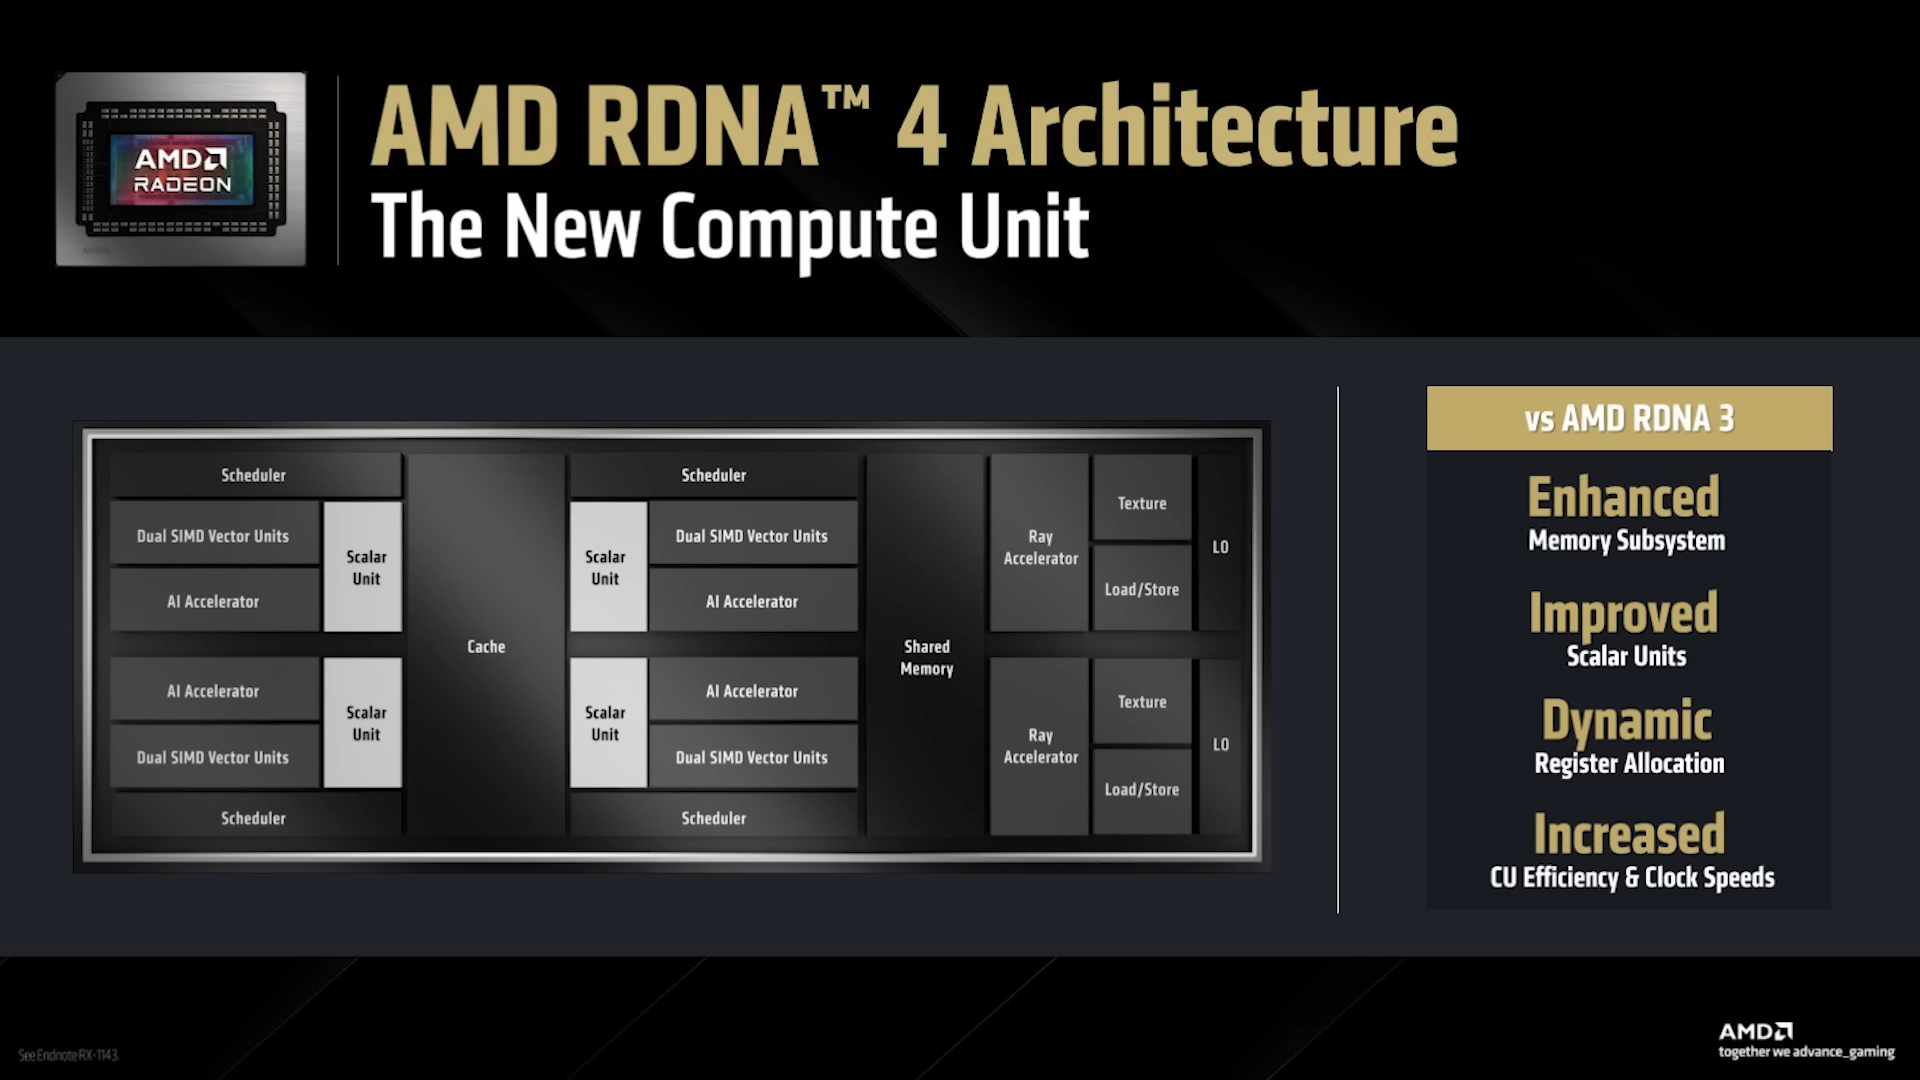 AMD
RADEON
AMD RDNA™ 4 Architecture
The New Compute Unit
Scheduler
Dual SIMD Vector Units
AI Accelerator
Scalar
Unit
AI Accelerator
Dual SIMD Vector Units
Scalar
Unit
Scheduler
Cache
Scheduler
Scalar
Unit
Dual SIMD Vector Units
AI Accelerator
Scalar
Unit
AI Accelerator
Dual SIMD Vector Units
Scheduler
Shared
Memory
Ray
Accelerator
Texture
Load/Store
L0
Ray
Accelerator
Texture
Load/Store
L0
vs AMD RDNA 3
Enhanced
Memory Subsystem
Improved
Scalar Units
Dynamic
Register Allocation
Increased
CU Efficiency & Clock Speeds
See Endnote RX-1143.
AMD
together we advance_gaming